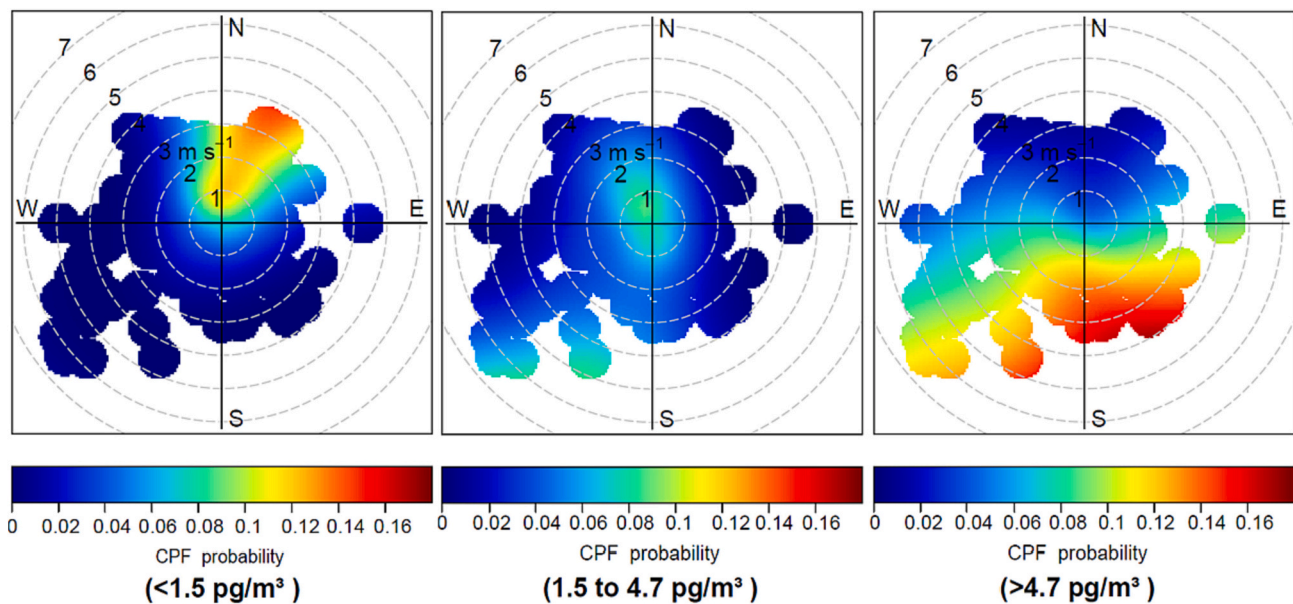 N
7
6
5
4
3 m s⁻¹
2
1
W
E
S
0 0.02 0.04 0.06 0.08 0.1 0.12 0.14 0.16
CPF probability
(<1.5 pg/m³ )
N
7
6
5
4
3 m s⁻¹
2
1
W
E
S
0 0.02 0.04 0.06 0.08 0.1 0.12 0.14 0.16
CPF probability
(1.5 to 4.7 pg/m³)
N
7
6
5
4
3 m s⁻¹
2
1
W
E
S
0 0.02 0.04 0.06 0.08 0.1 0.12 0.14 0.16
CPF probability
(>4.7 pg/m³)